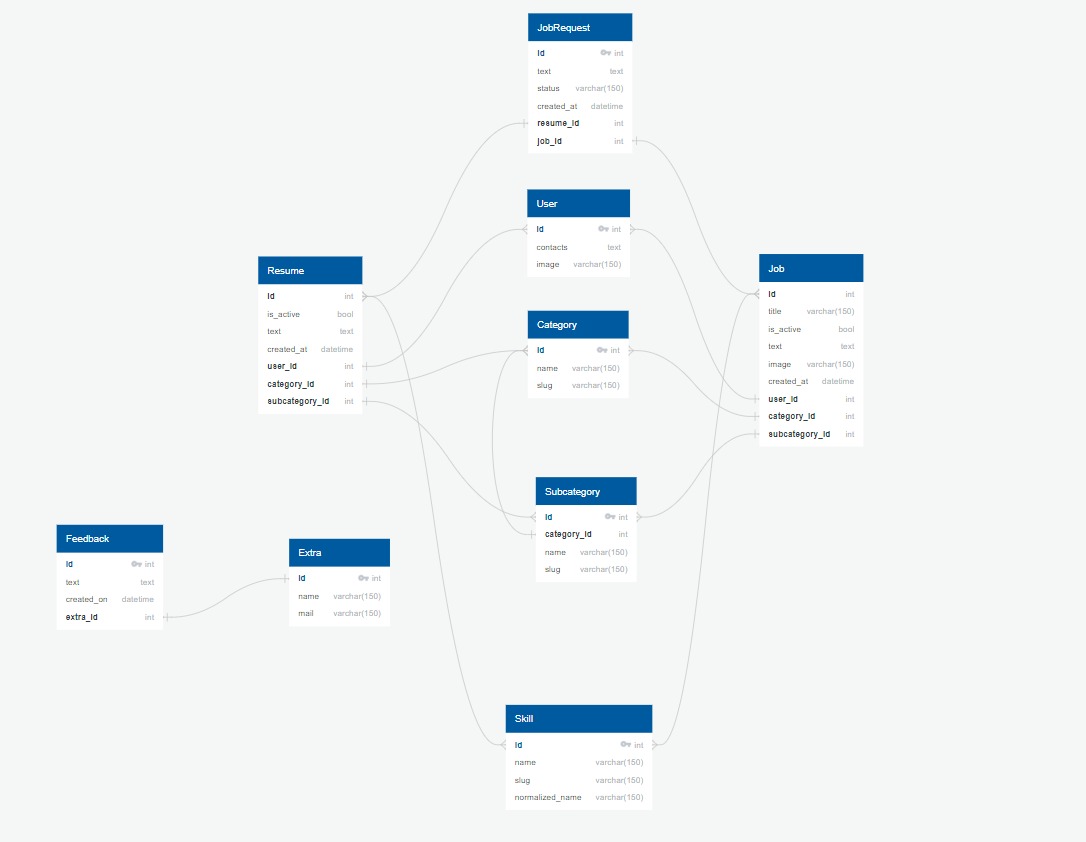 JobRequest
id int
text text
status varchar(150)
created_at datetime
resume_id int
job_id int
User
id int
contacts text
image varchar(150)
Resume
id int
is_active bool
text text
created_at datetime
user_id int
category_id int
subcategory_id int
Job
id int
title varchar(150)
is_active bool
text text
image varchar(150)
created_at datetime
user_id int
category_id int
subcategory_id int
Category
id int
name varchar(150)
slug varchar(150)
Subcategory
id int
category_id int
name varchar(150)
slug varchar(150)
Feedback
id int
text text
created_on datetime
extra_id int
Extra
id int
name varchar(150)
mail varchar(150)
Skill
id int
name varchar(150)
slug varchar(150)
normalized_name varchar(150)